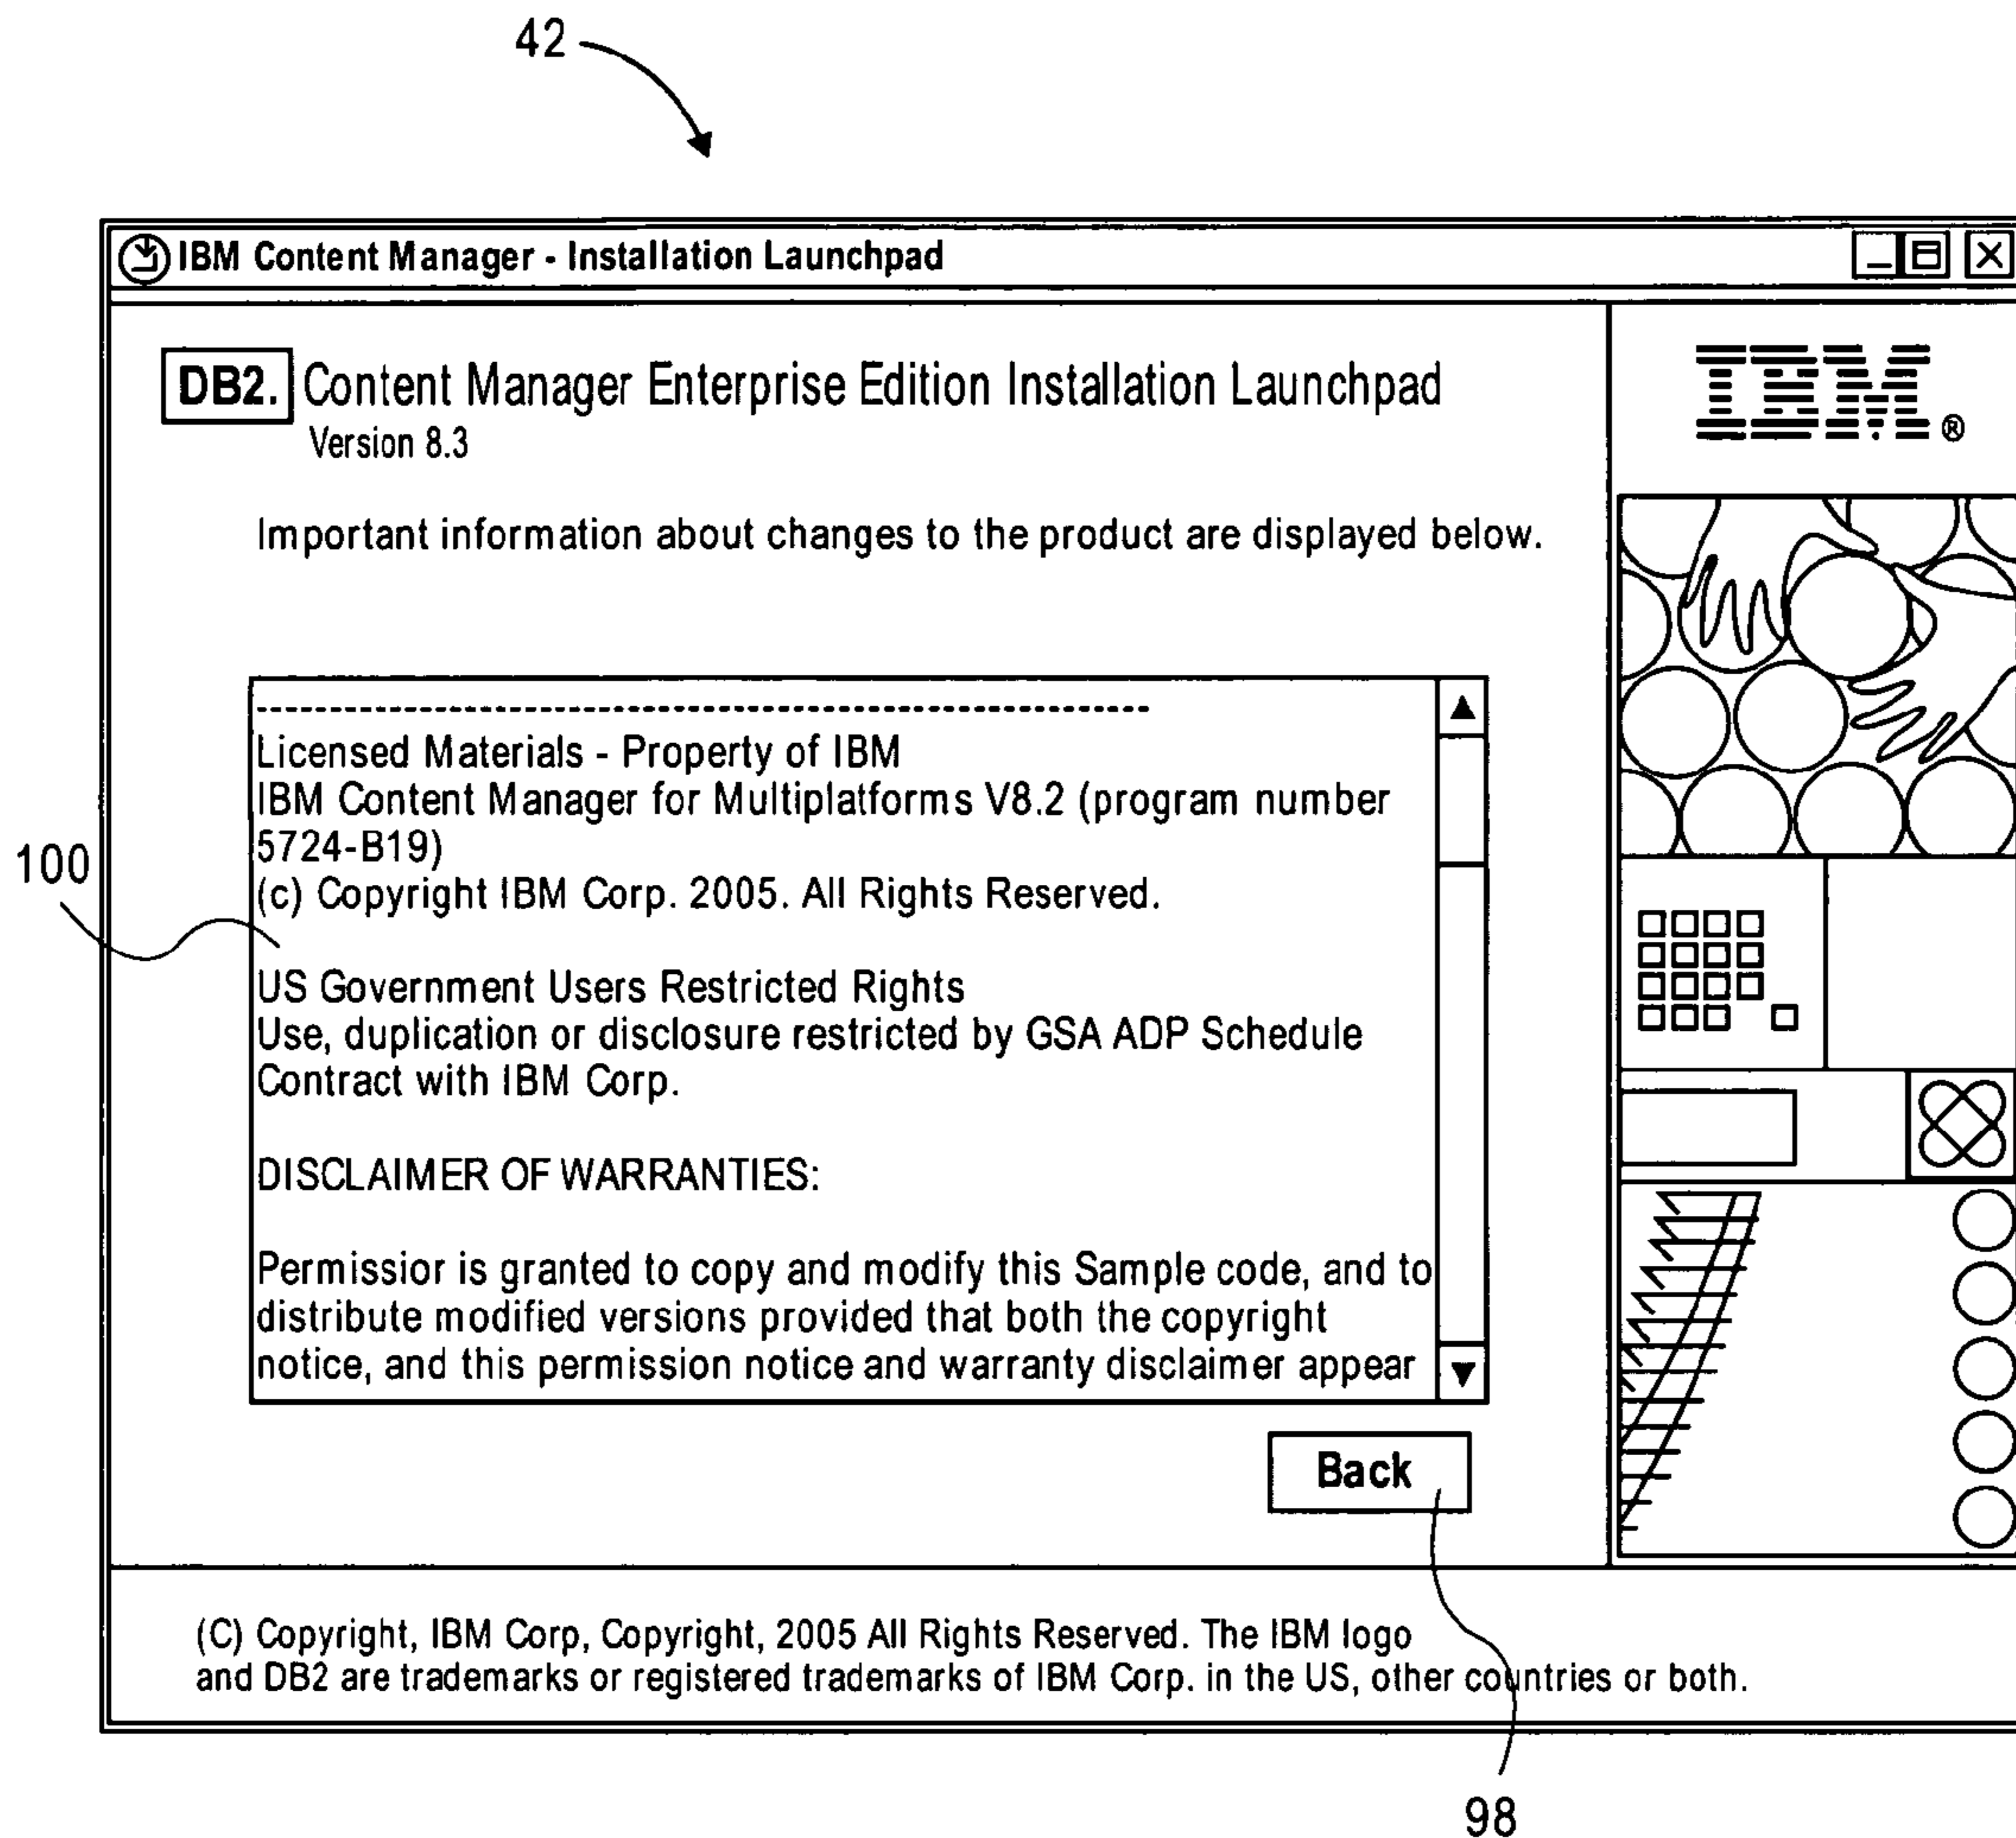 42
IBM Content Manager - Installation Launchpad
DB2. Content Manager Enterprise Edition Installation Launchpad
Version 8.3
IBM ®
Important information about changes to the product are displayed below.
Licensed Materials - Property of IBM
IBM Content Manager for Multiplatforms V8.2 (program number
5724-B19)
(c) Copyright IBM Corp. 2005. All Rights Reserved.
100
US Government Users Restricted Rights
Use, duplication or disclosure restricted by GSA ADP Schedule
Contract with IBM Corp.
DISCLAIMER OF WARRANTIES:
Permissior is granted to copy and modify this Sample code, and to
distribute modified versions provided that both the copyright
notice, and this permission notice and warranty disclaimer appear
Back
(C) Copyright, IBM Corp, Copyright, 2005 All Rights Reserved. The IBM logo
and DB2 are trademarks or registered trademarks of IBM Corp. in the US, other countries or both.
98